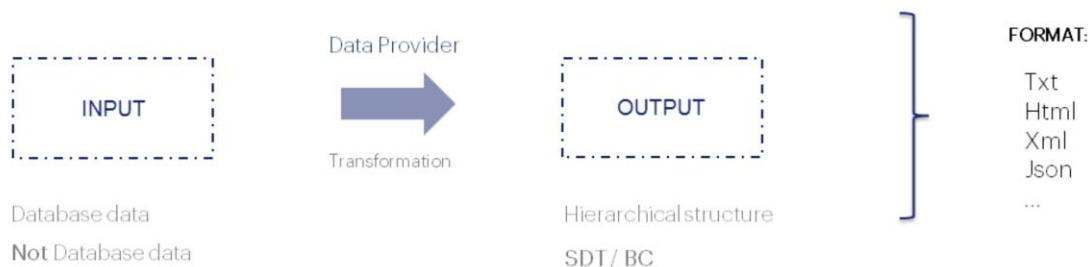 Data Provider
INPUT
Transformation
Database data
Not Database data
OUTPUT
Hierarchical structure
SDT / BC
FORMAT:
Txt
Html
Xml
Json
...